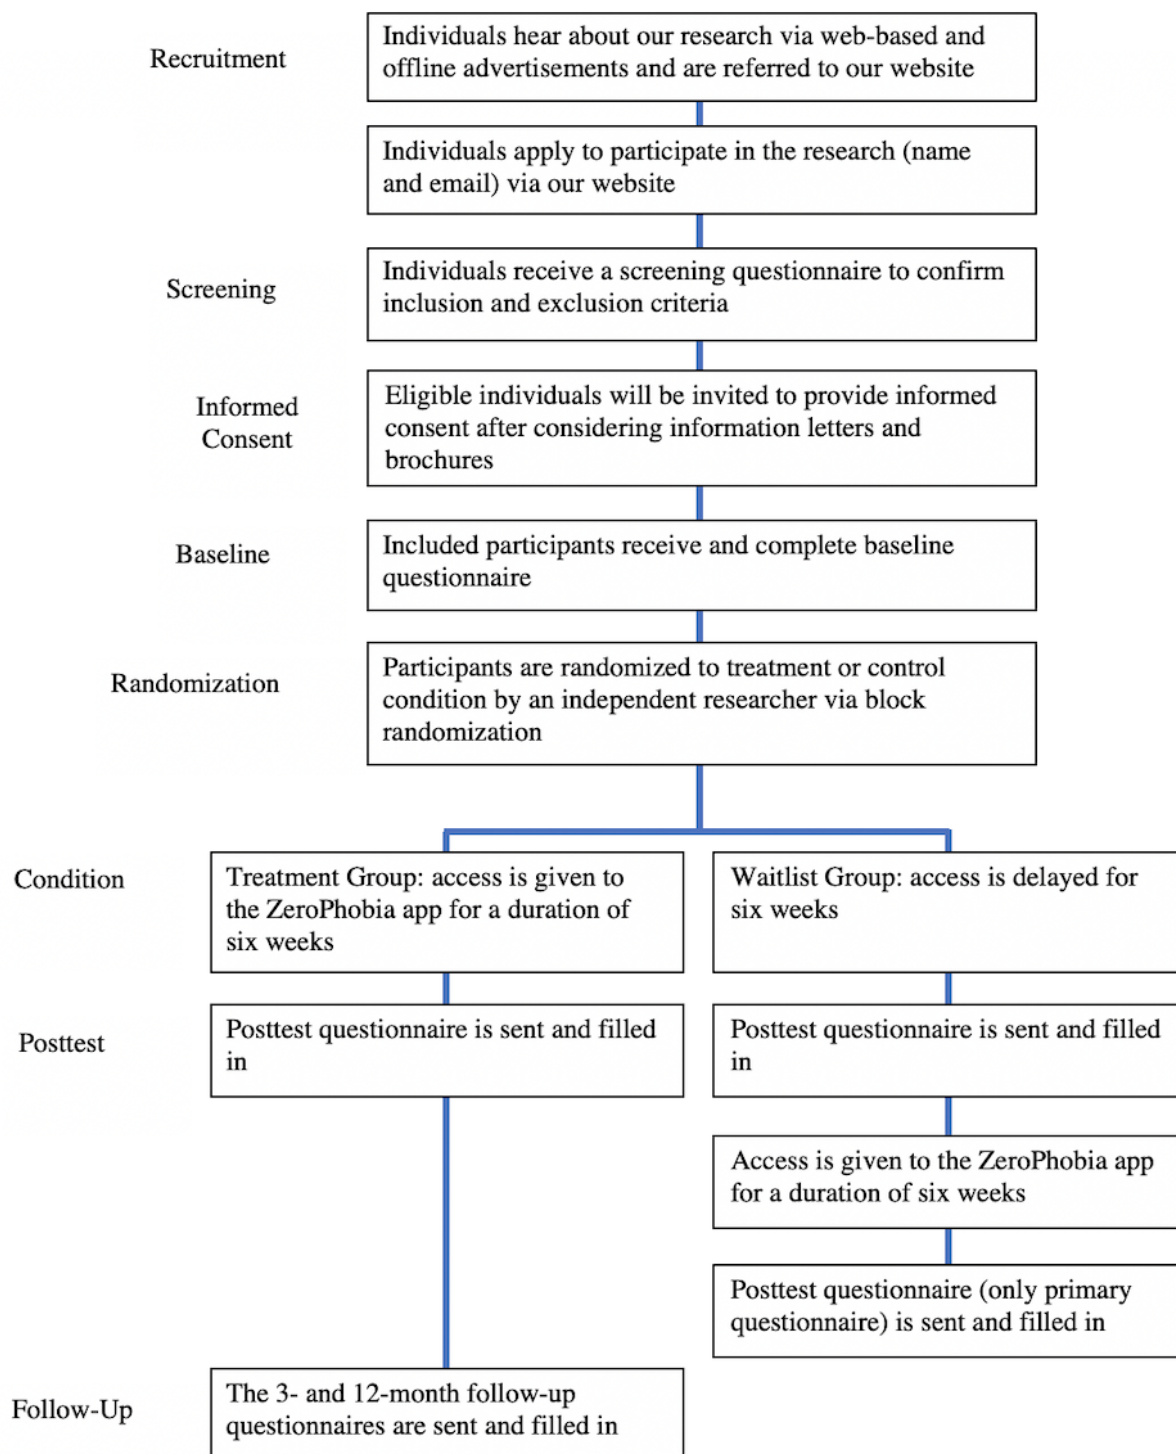 Recruitment
Individuals hear about our research via web-based and
offline advertisements and are referred to our website
Individuals apply to participate in the research (name
and email) via our website
Screening
Individuals receive a screening questionnaire to confirm
inclusion and exclusion criteria
Informed
Consent
Eligible individuals will be invited to provide informed
consent after considering information letters and
brochures
Baseline
Included participants receive and complete baseline
questionnaire
Randomization
Participants are randomized to treatment or control
condition by an independent researcher via block
randomization
Condition
Treatment Group: access is given to
the ZeroPhobia app for a duration of
six weeks
Waitlist Group: access is delayed for
six weeks
Posttest
Posttest questionnaire is sent and filled
in
Posttest questionnaire is sent and filled
in
Access is given to the ZeroPhobia app
for a duration of six weeks
Posttest questionnaire (only primary
questionnaire) is sent and filled in
Follow-Up
The 3- and 12-month follow-up
questionnaires are sent and filled in